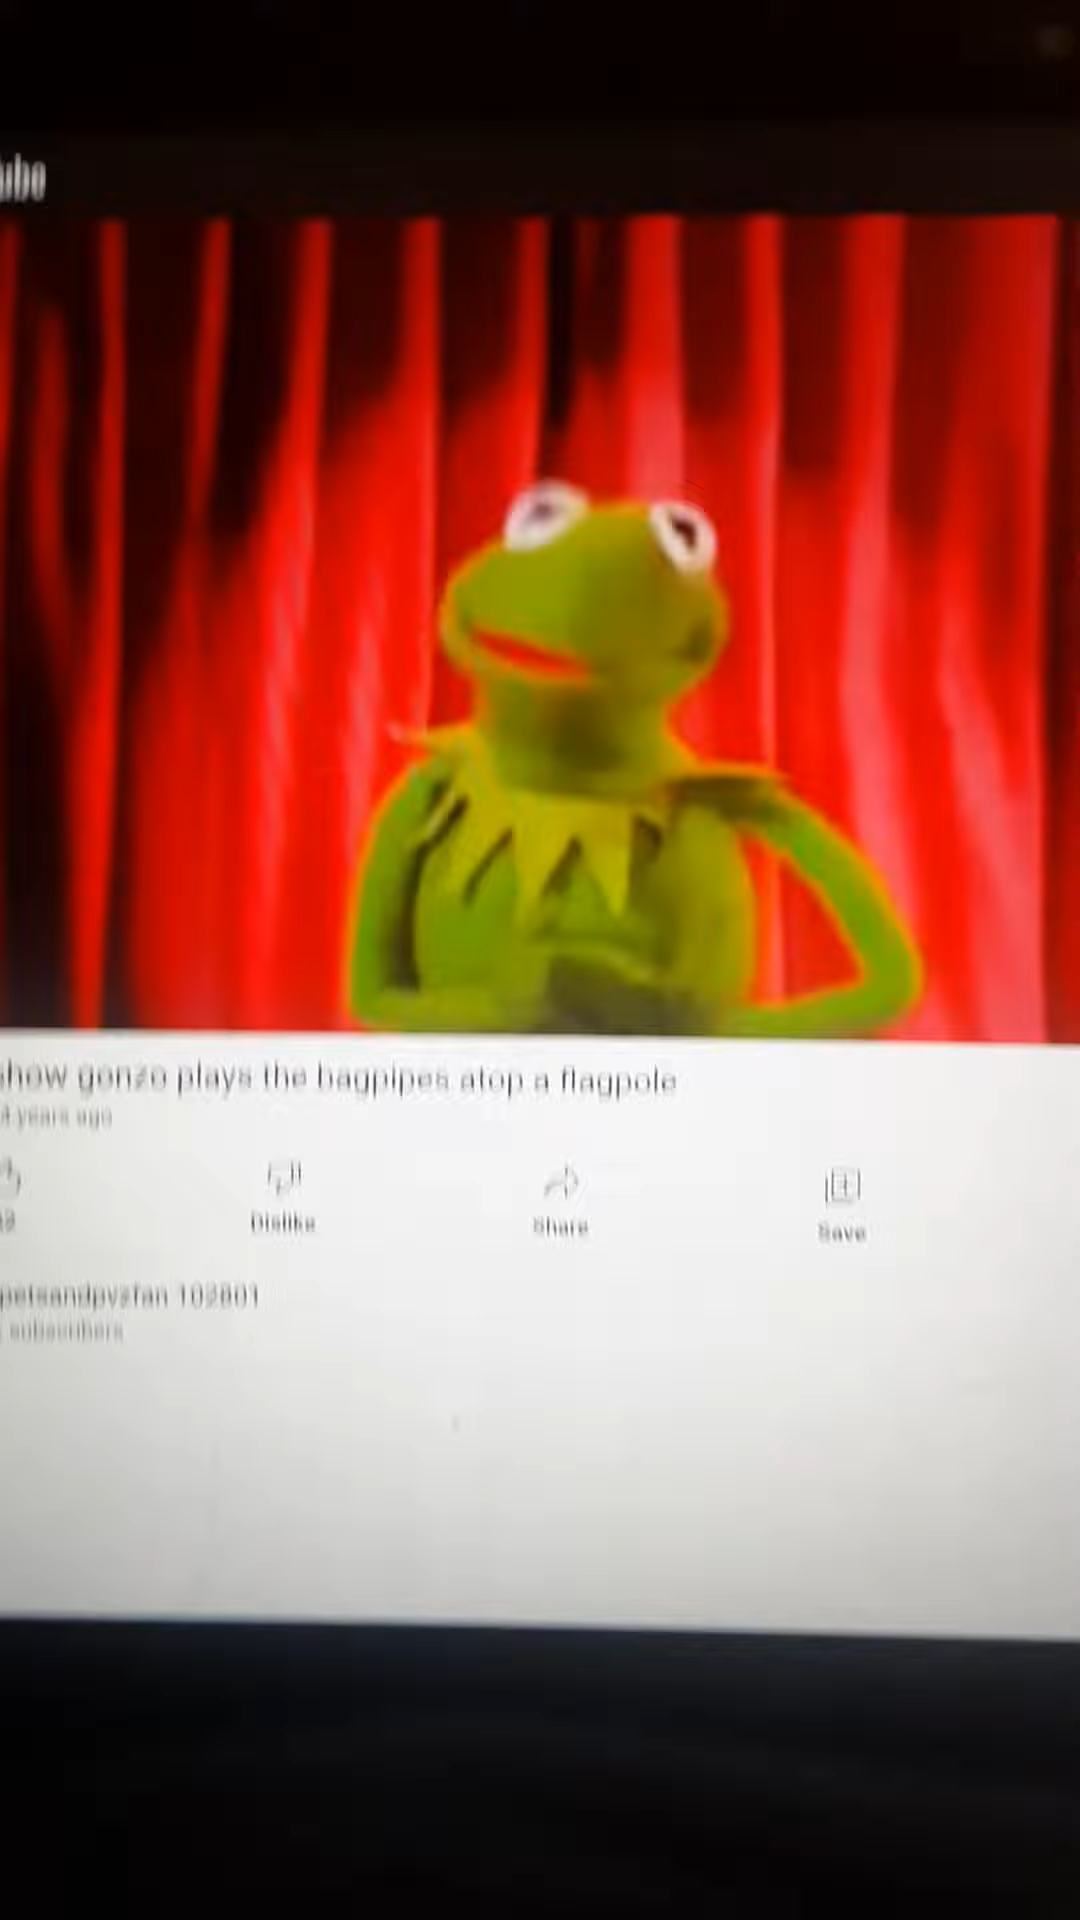 ube
show gonzo plays the bagpipes atop a flagpole
4 years ago
Dislike
Share
Save
petsandpvzfan 102801
subscribers